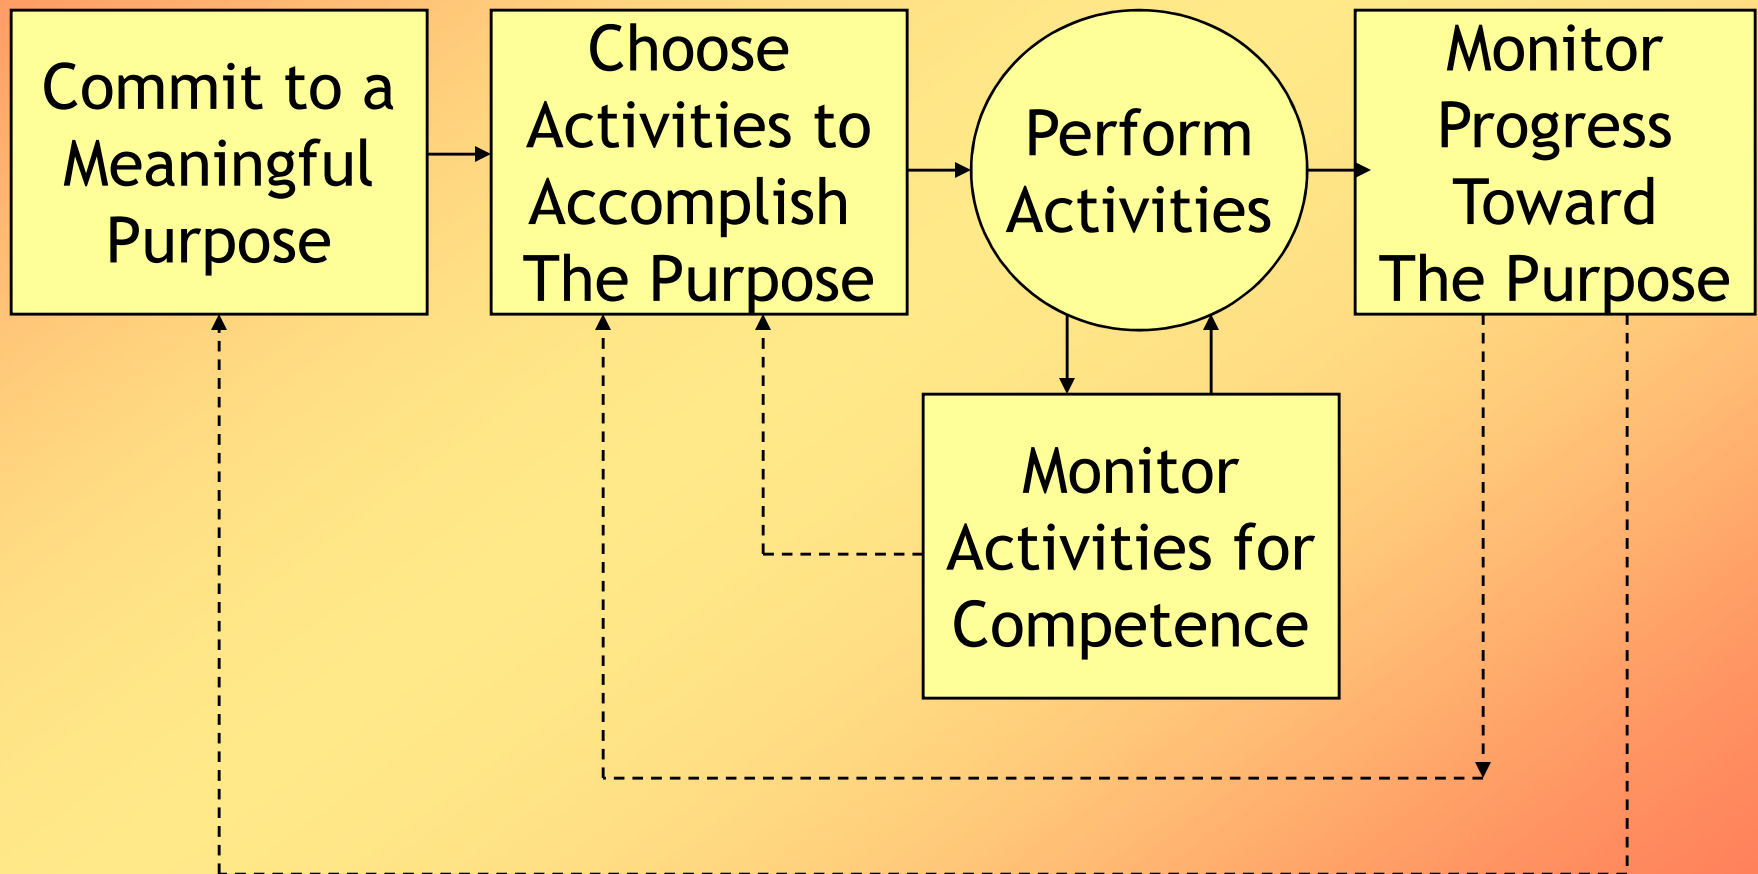 Commit to a
Meaningful
Purpose
Choose
Activities to
Accomplish
The Purpose
Perform
Activities
Monitor
Progress
Toward
The Purpose
Monitor
Activities for
Competence